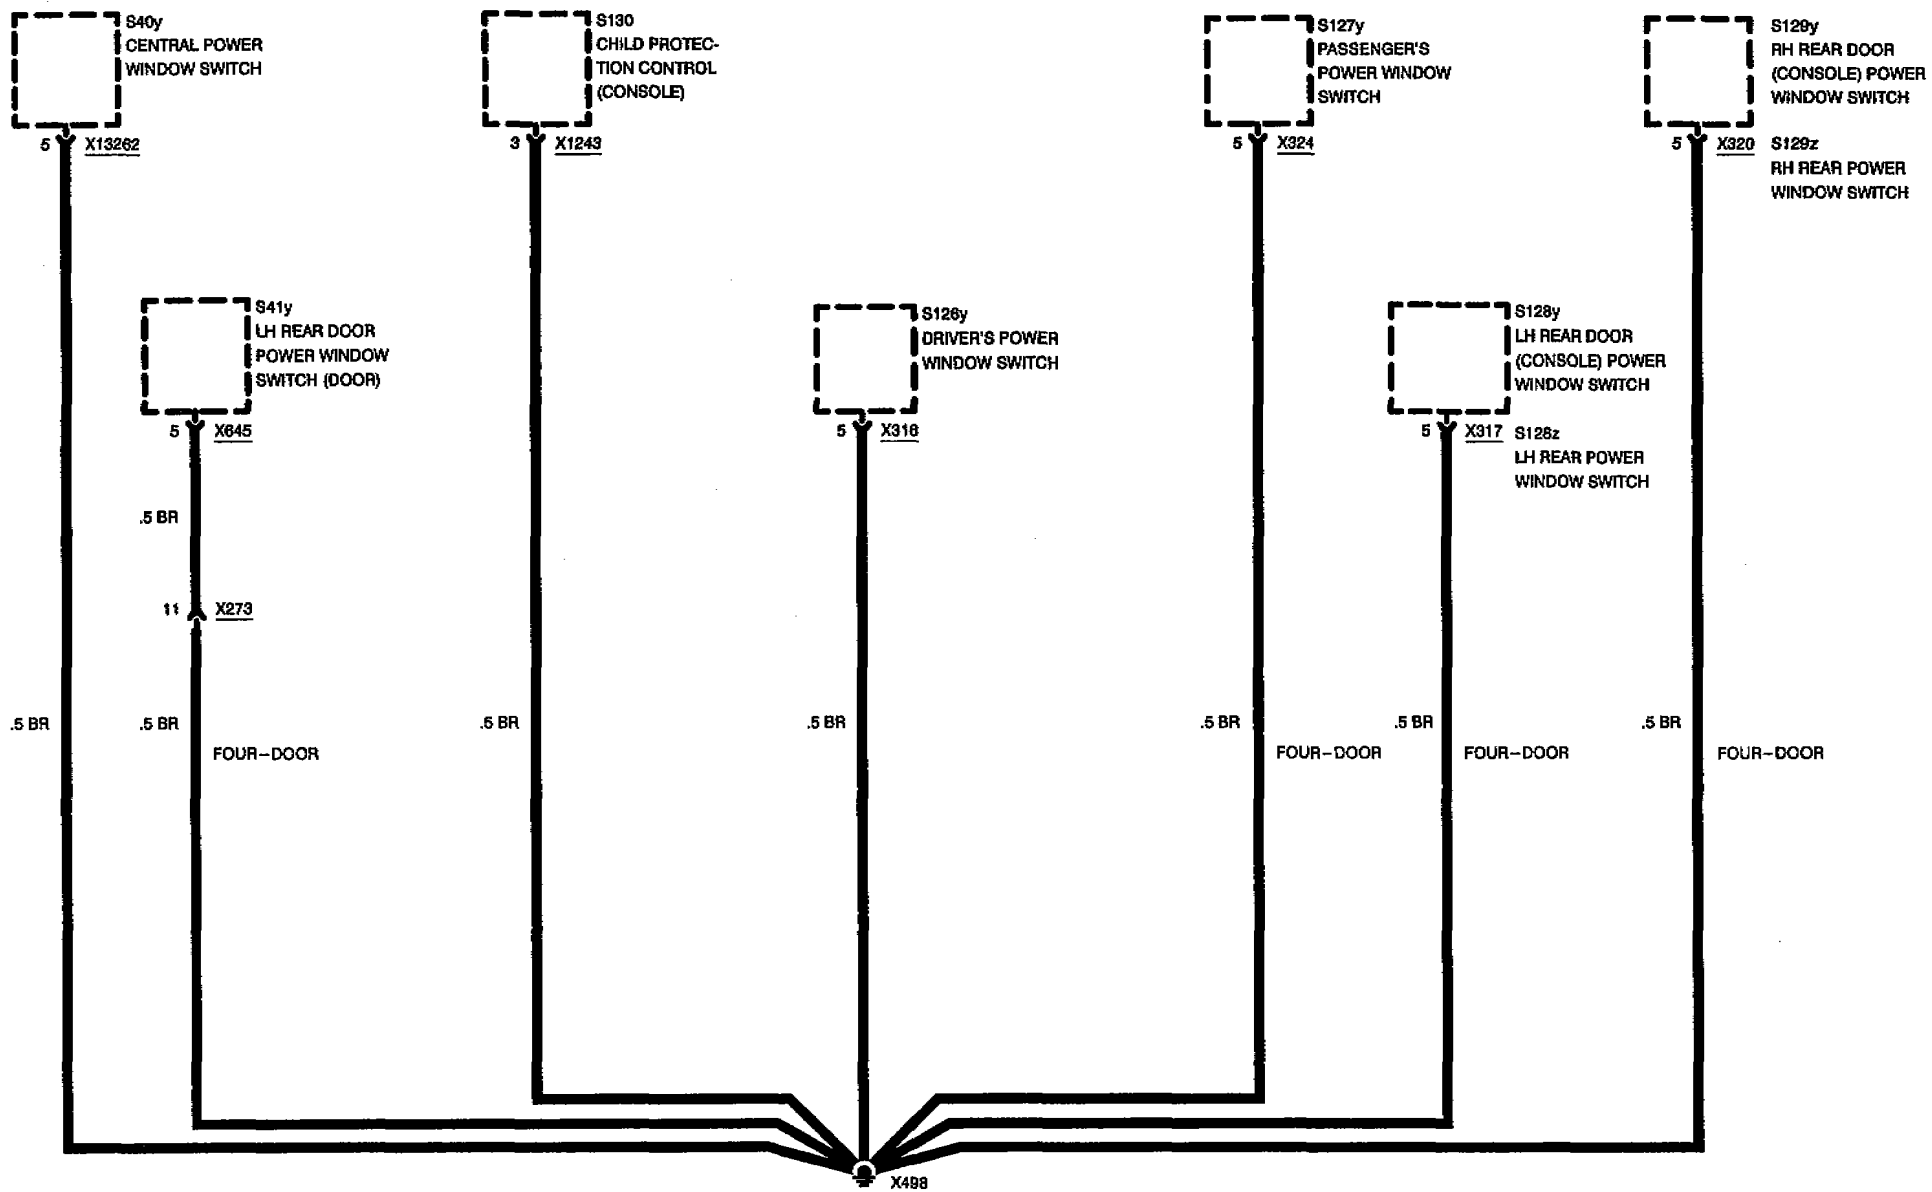 S40y
CENTRAL POWER
WINDOW SWITCH
5
X13262
S130
CHILD PROTEC-
TION CONTROL
(CONSOLE)
3
X1243
S127y
PASSENGER'S
POWER WINDOW
SWITCH
5
X324
S129y
RH REAR DOOR
(CONSOLE) POWER
WINDOW SWITCH
5
X320
S129z
RH REAR POWER
WINDOW SWITCH
S41y
LH REAR DOOR
POWER WINDOW
SWITCH (DOOR)
5
X645
S126y
DRIVER'S POWER
WINDOW SWITCH
5
X316
S128y
LH REAR DOOR
(CONSOLE) POWER
WINDOW SWITCH
5
X317
S128z
LH REAR POWER
WINDOW SWITCH
.5 BR
11
X273
.5 BR
.5 BR
.5 BR
.5 BR
.5 BR
.5 BR
.5 BR
FOUR-DOOR
FOUR-DOOR
FOUR-DOOR
FOUR-DOOR
X498